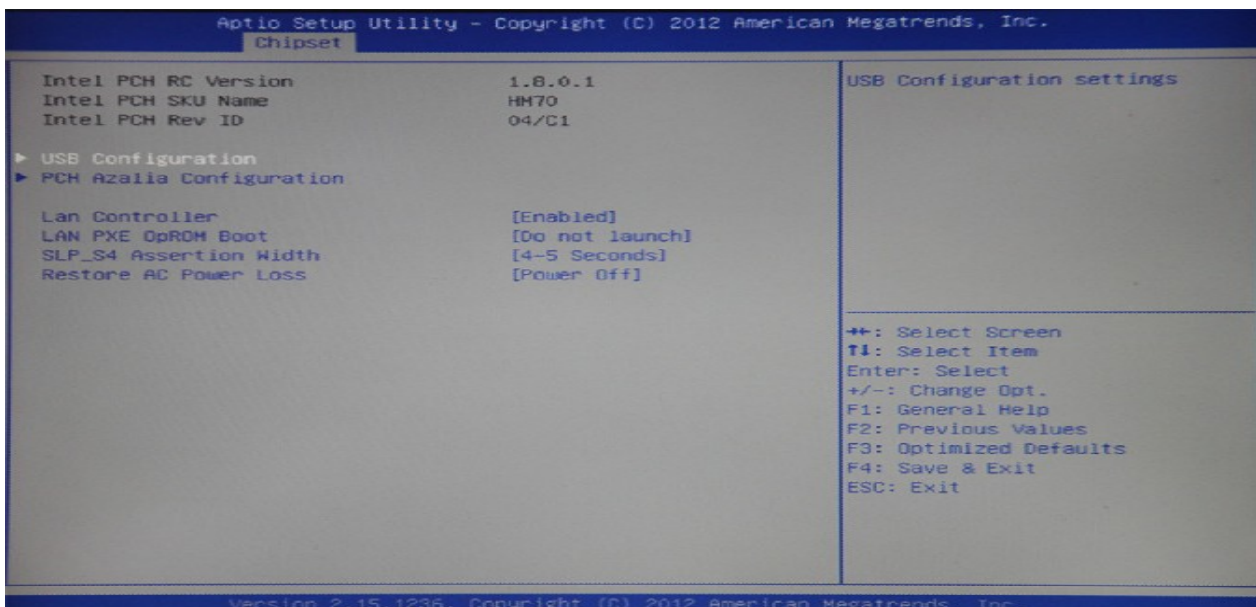 Aptio Setup Utility - Copyright (C) 2012 American Megatrends, Inc.
Chipset
Intel PCH RC Version 1.8.0.1
Intel PCH SKU Name HM70
Intel PCH Rev ID 04/C1
► USB Configuration
► PCH Azalia Configuration
Lan Controller [Enabled]
LAN PXE OpROM Boot [Do not launch]
SLP_S4 Assertion Width [4-5 Seconds]
Restore AC Power Loss [Power Off]
USB Configuration settings
→←: Select Screen
↑↓: Select Item
Enter: Select
+/-: Change Opt.
F1: General Help
F2: Previous Values
F3: Optimized Defaults
F4: Save & Exit
ESC: Exit
Version 2.15.1236. Copyright (C) 2012 American Megatrends, Inc.